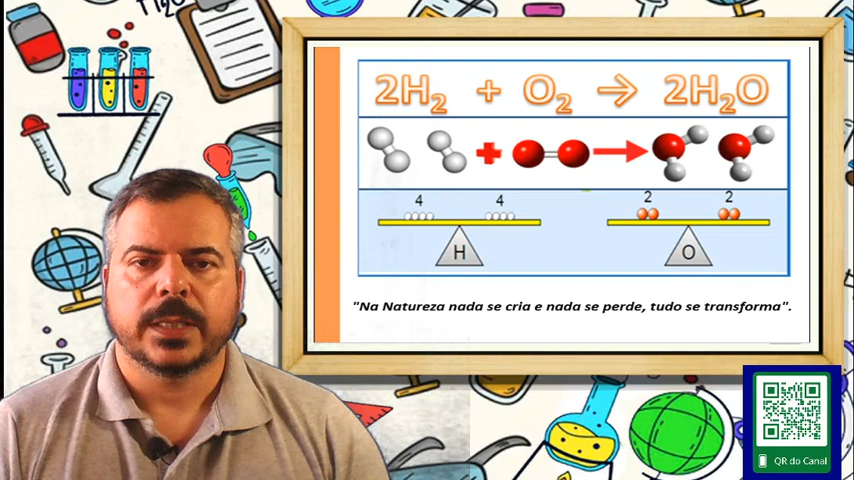 H₂O
2H₂ + O₂ → 2H₂O
4 4 2 2
H O
"Na Natureza nada se cria e nada se perde, tudo se transforma".
QR do Canal